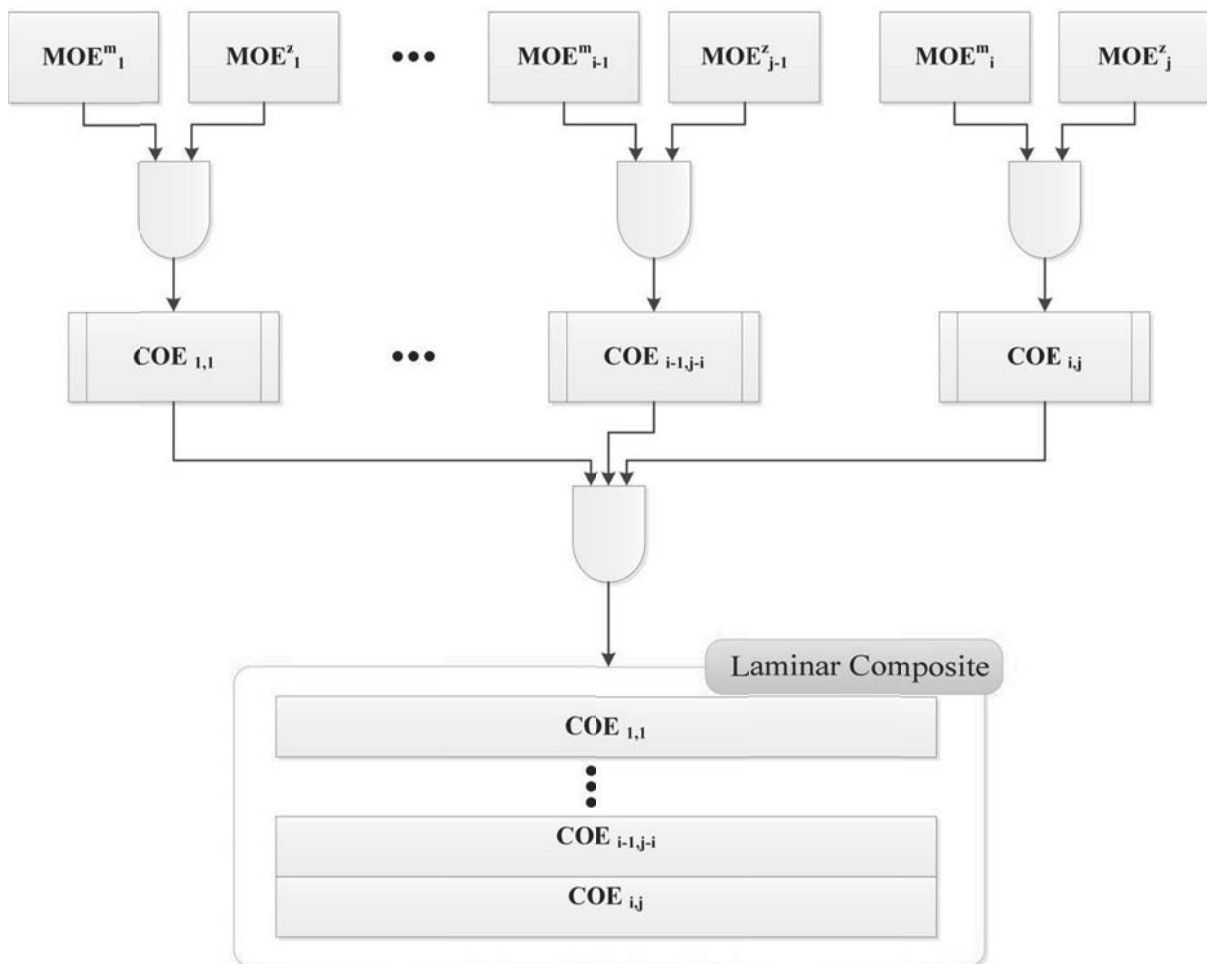 MOE^m_1 MOE^z_1 ••• MOE^m_i-1 MOE^z_j-1 MOE^m_i MOE^z_j
COE 1,1 ••• COE i-1,j-i COE i,j
Laminar Composite
COE 1,1
COE i-1,j-i
COE i,j